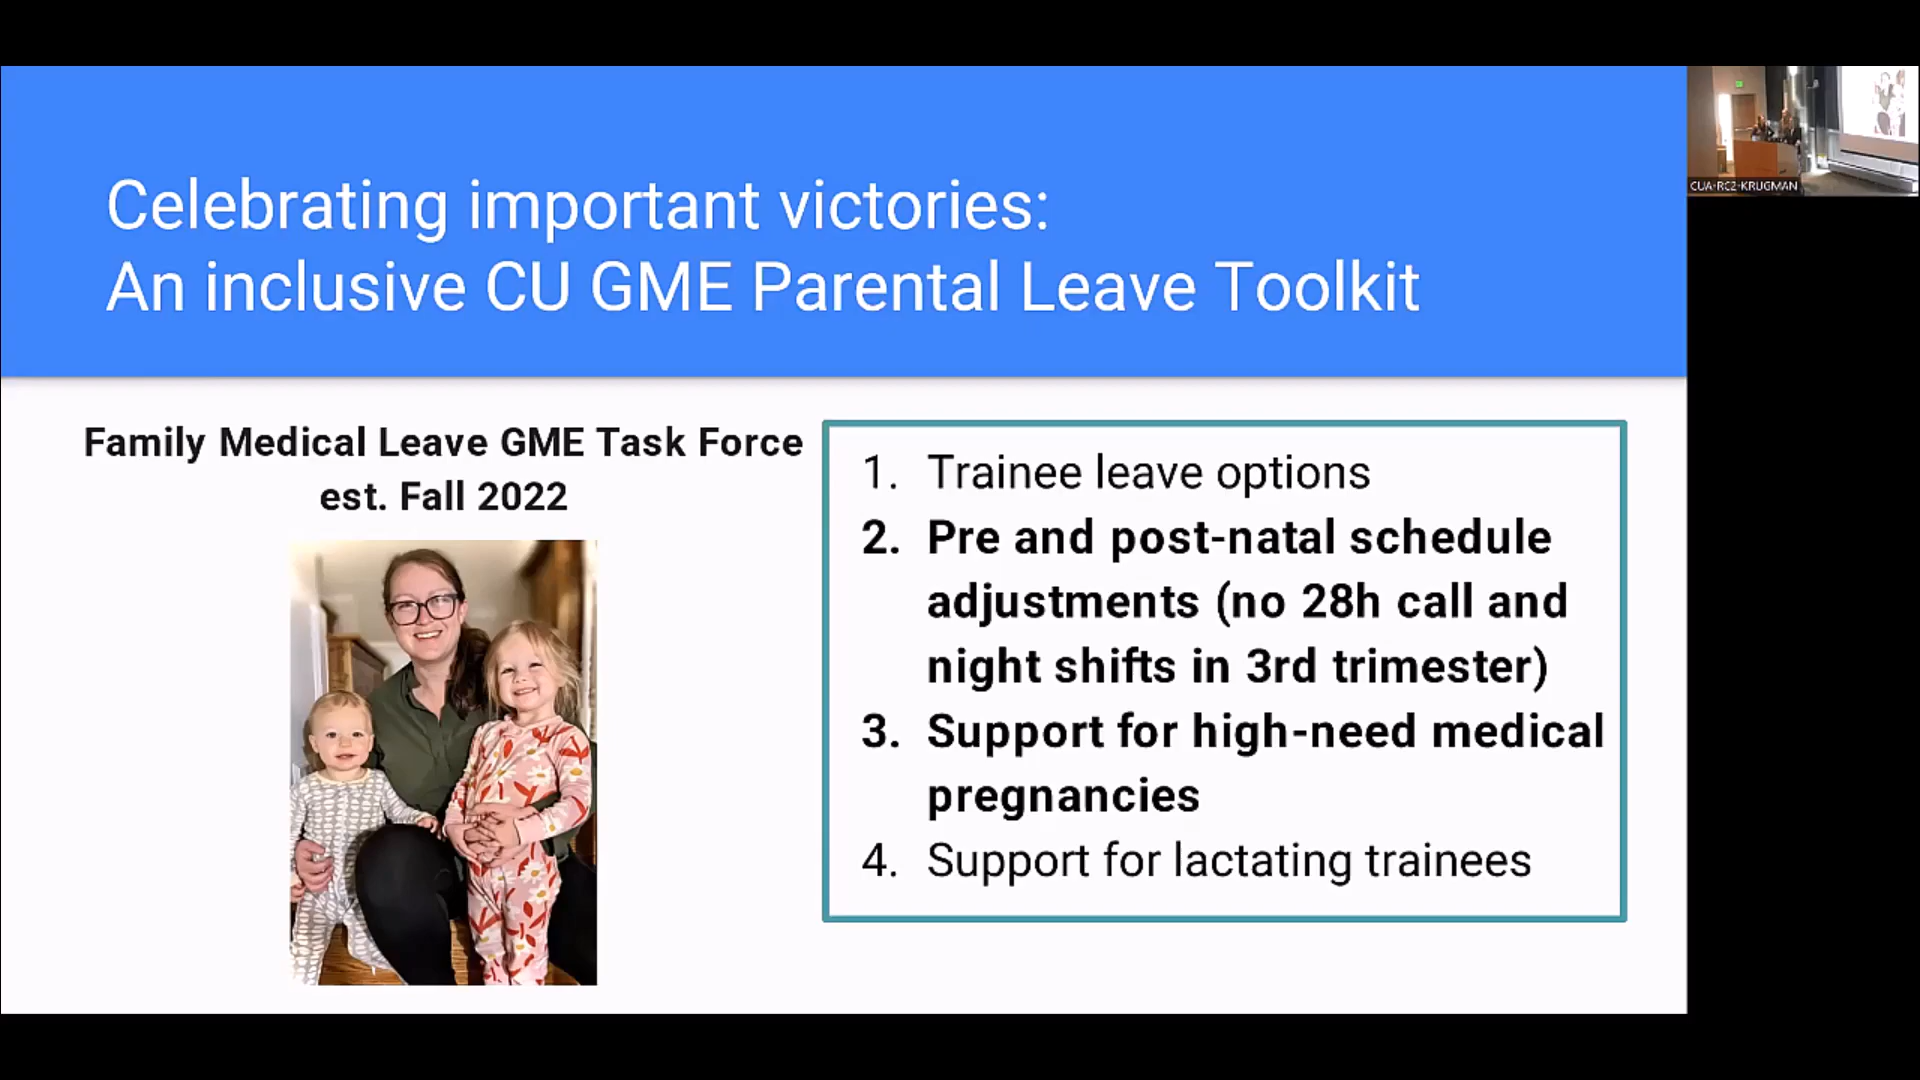 Celebrating important victories:
An inclusive CU GME Parental Leave Toolkit
CUA-RC2-KRUGMAN
Family Medical Leave GME Task Force
est. Fall 2022
1. Trainee leave options
2. Pre and post-natal schedule
adjustments (no 28h call and
night shifts in 3rd trimester)
3. Support for high-need medical
pregnancies
4. Support for lactating trainees